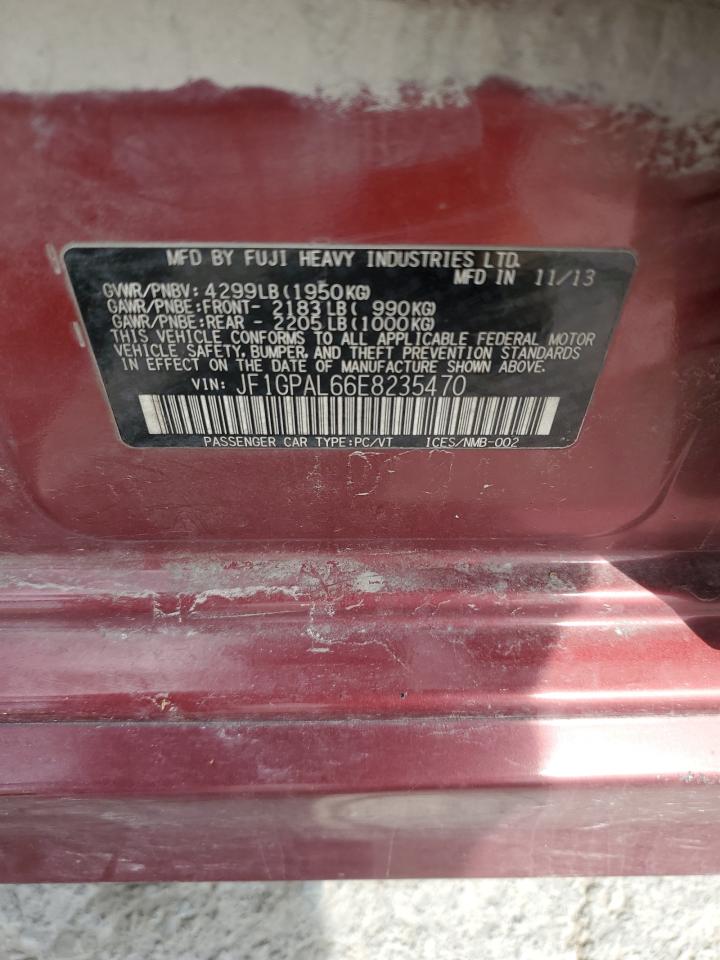 MFD BY FUJI HEAVY INDUSTRIES LTD.
MFD IN 11/13
GVWR/PNBV: 4299LB(1950KG)
GAWR/PNBE:FRONT- 2183LB( 990KG)
GAWR/PNBE:REAR - 2205LB(1000KG)
THIS VEHICLE CONFORMS TO ALL APPLICABLE FEDERAL MOTOR
VEHICLE SAFETY, BUMPER, AND THEFT PREVENTION STANDARDS
IN EFFECT ON THE DATE OF MANUFACTURE SHOWN ABOVE.
VIN: JF1GPAL66E8235470
PASSENGER CAR TYPE:PC/VT ICES/NMB-002